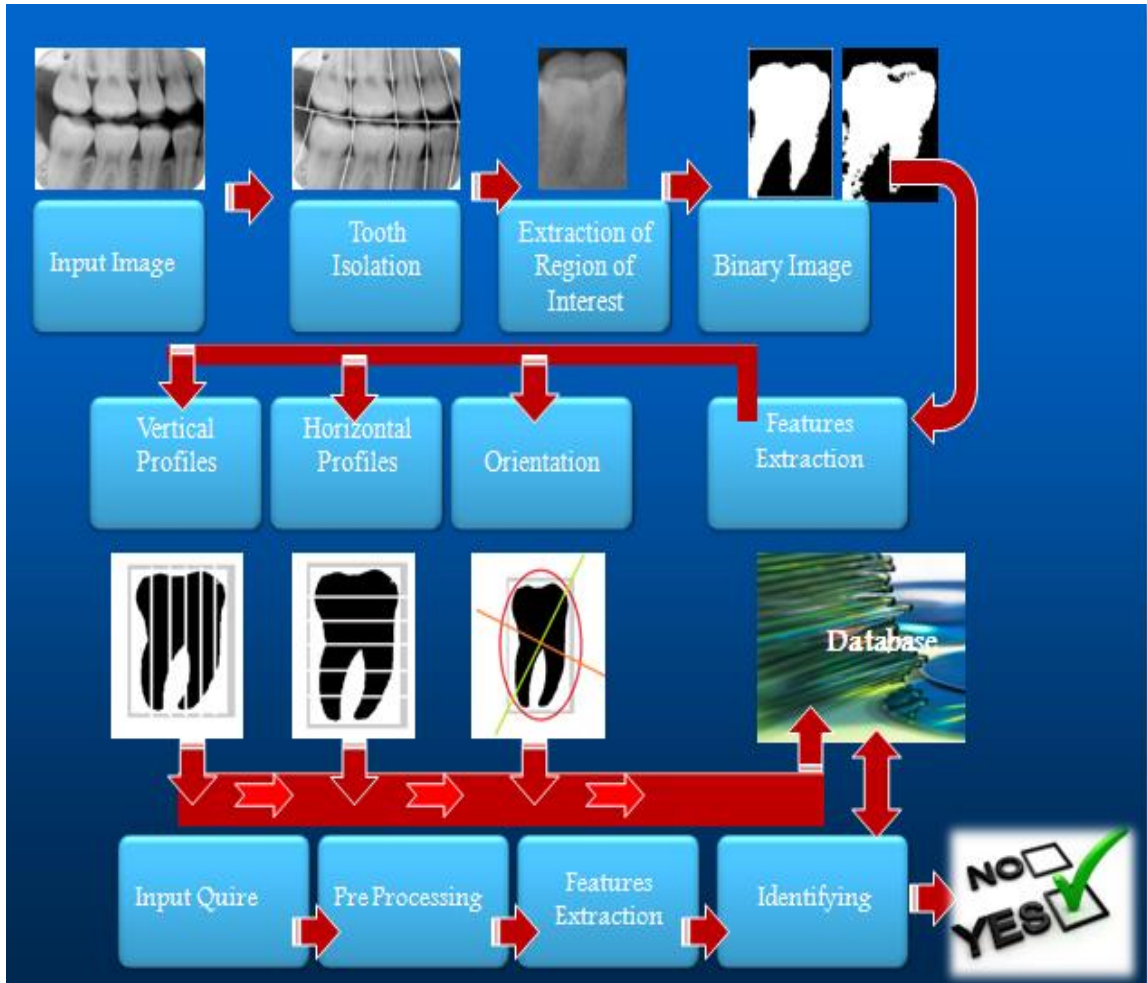 Input Image
Tooth
Isolation
Extraction of
Region of
Interest
Binary Image
Vertical
Profiles
Horizontal
Profiles
Orientation
Features
Extraction
Database
Input Quire
Pre Processing
Features
Extraction
Identifying
NO
YES